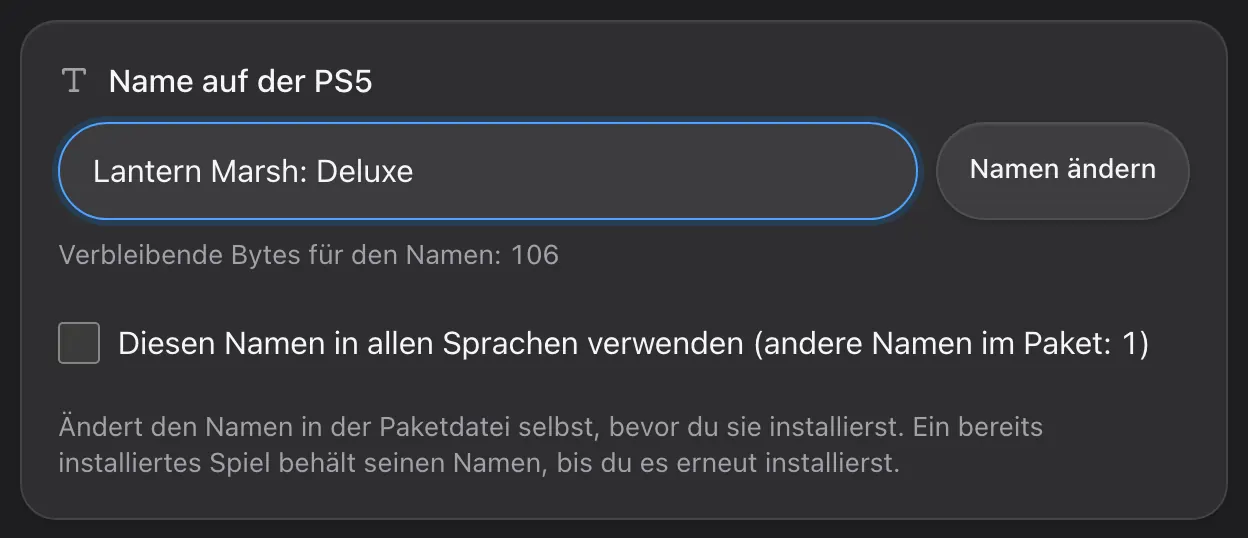 Name auf der PS5
Lantern Marsh: Deluxe
Namen ändern
Verbleibende Bytes für den Namen: 106
Diesen Namen in allen Sprachen verwenden (andere Namen im Paket: 1)
Ändert den Namen in der Paketdatei selbst, bevor du sie installierst. Ein bereits
installiertes Spiel behält seinen Namen, bis du es erneut installierst.